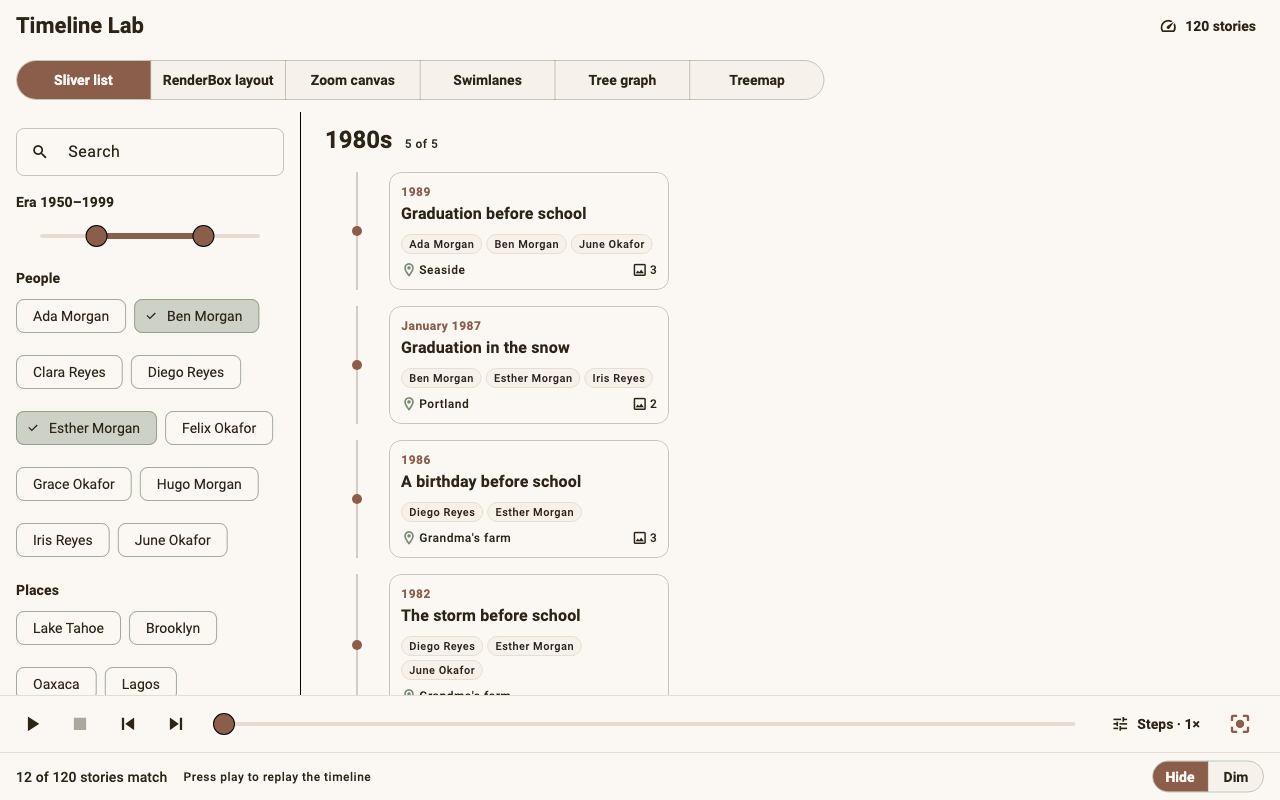 Timeline Lab
120 stories
Sliver list
RenderBox layout
Zoom canvas
Swimlanes
Tree graph
Treemap
Search
Era 1950–1999
People
Ada Morgan
Ben Morgan
Clara Reyes
Diego Reyes
Esther Morgan
Felix Okafor
Grace Okafor
Hugo Morgan
Iris Reyes
June Okafor
Places
Lake Tahoe
Brooklyn
Oaxaca
Lagos
1980s 5 of 5
1989
Graduation before school
Ada Morgan Ben Morgan June Okafor
Seaside 3
January 1987
Graduation in the snow
Ben Morgan Esther Morgan Iris Reyes
Portland 2
1986
A birthday before school
Diego Reyes Esther Morgan
Grandma's farm 3
1982
The storm before school
Diego Reyes Esther Morgan
June Okafor
Grandma's farm
Steps · 1×
12 of 120 stories match Press play to replay the timeline
Hide Dim